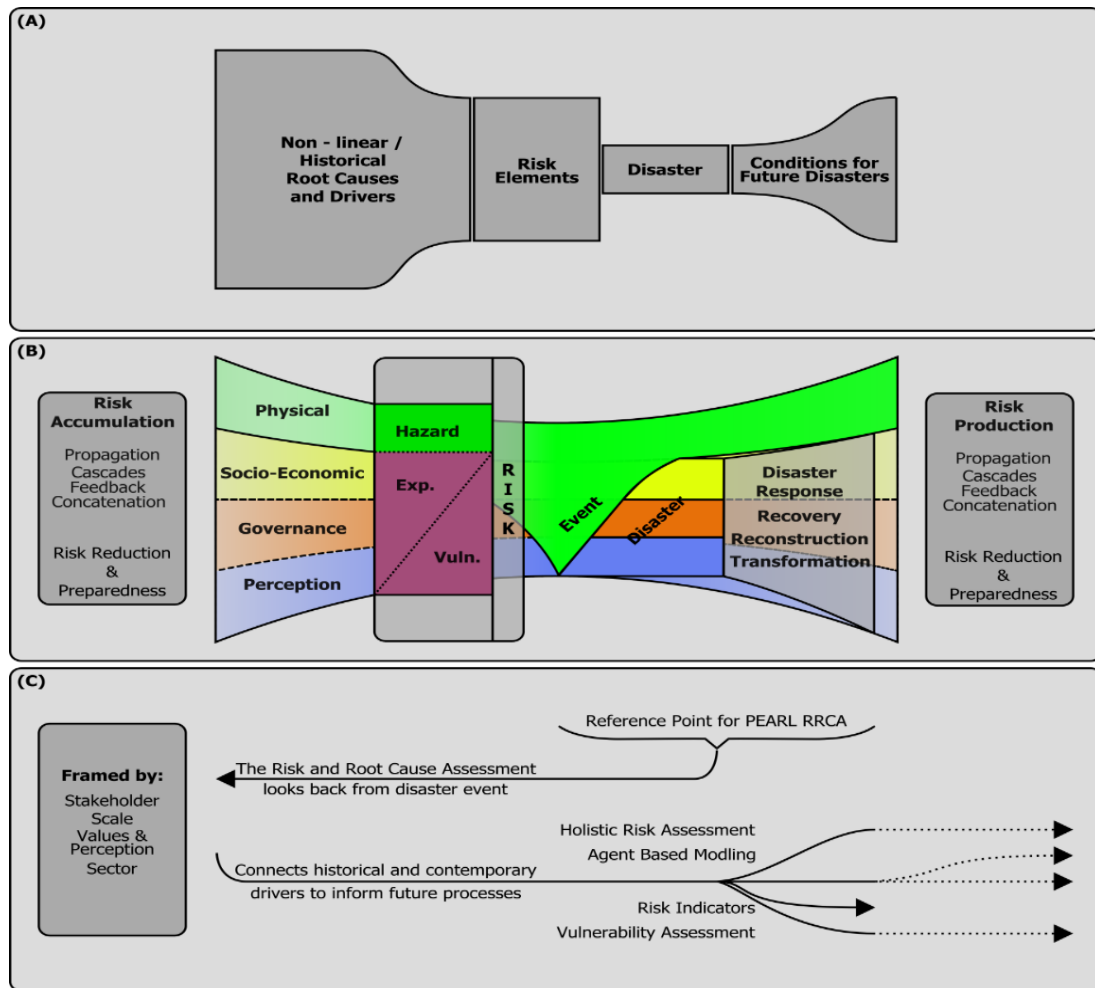 (A)
Non - linear /
Historical
Root Causes
and Drivers
Risk
Elements
Disaster
Conditions for
Future Disasters
(B)
Risk
Accumulation
Propagation
Cascades
Feedback
Concatenation
Risk Reduction
&
Preparedness
Physical
Socio-Economic
Governance
Perception
Hazard
Exp.
Vuln.
RISK
Event
Disaster
Disaster
Response
Recovery
Reconstruction
Transformation
Risk
Production
Propagation
Cascades
Feedback
Concatenation
Risk Reduction
&
Preparedness
(C)
Framed by:
Stakeholder
Scale
Values &
Perception
Sector
Reference Point for PEARL RRCA
The Risk and Root Cause Assessment
looks back from disaster event
Connects historical and contemporary
drivers to inform future processes
Holistic Risk Assessment
Agent Based Modling
Risk Indicators
Vulnerability Assessment